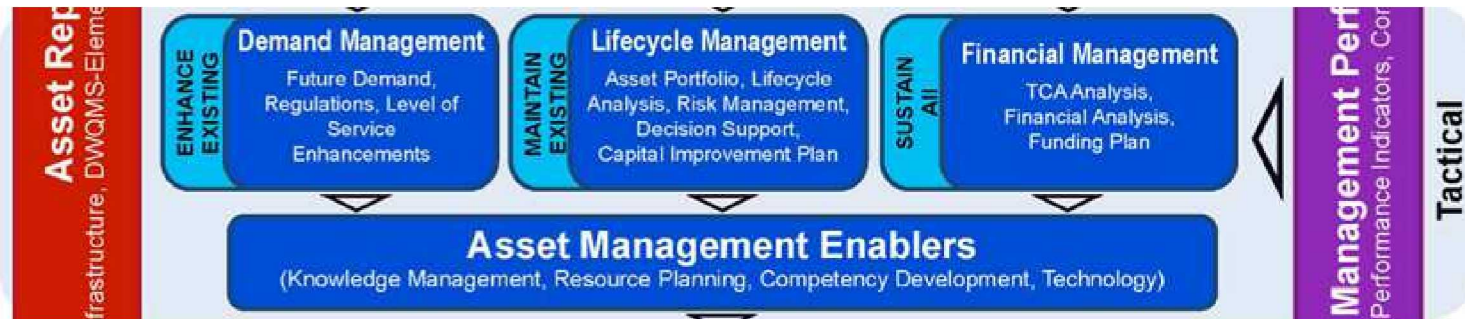 Asset Rep
frastructure, DWQMS-Eleme
ENHANCE
EXISTING
Demand Management
Future Demand,
Regulations, Level of
Service
Enhancements
MAINTAIN
EXISTING
Lifecycle Management
Asset Portfolio, Lifecycle
Analysis, Risk Management,
Decision Support,
Capital Improvement Plan
SUSTAIN
All
Financial Management
TCA Analysis,
Financial Analysis,
Funding Plan
Asset Management Enablers
(Knowledge Management, Resource Planning, Competency Development, Technology)
Management Perf
Performance Indicators, Con
Tactical